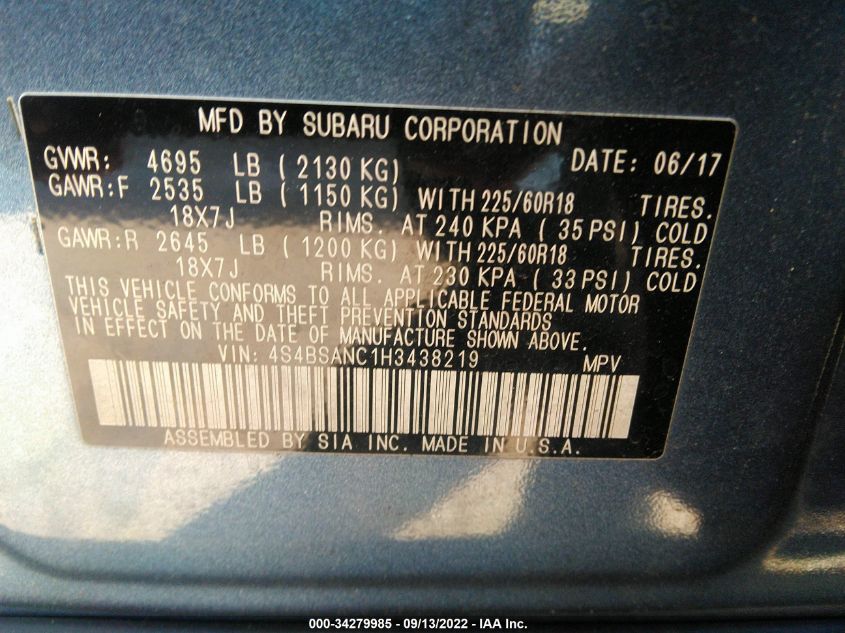 MFD BY SUBARU CORPORATION
GVWR: 4695 LB ( 2130 KG) DATE: 06/17
GAWR:F 2535 LB ( 1150 KG) WITH 225/60R18 TIRES.
18X7J RIMS. AT 240 KPA ( 35 PSI) COLD
GAWR:R 2645 LB ( 1200 KG) WITH 225/60R18 TIRES.
18X7J RIMS. AT 230 KPA ( 33 PSI) COLD
THIS VEHICLE CONFORMS TO ALL APPLICABLE FEDERAL MOTOR
VEHICLE SAFETY AND THEFT PREVENTION STANDARDS
IN EFFECT ON THE DATE OF MANUFACTURE SHOWN ABOVE.
VIN: 4S4BSANC1H3438219 MPV
ASSEMBLED BY SIA INC. MADE IN U.S.A.
000-34279985 - 09/13/2022 - IAA Inc.